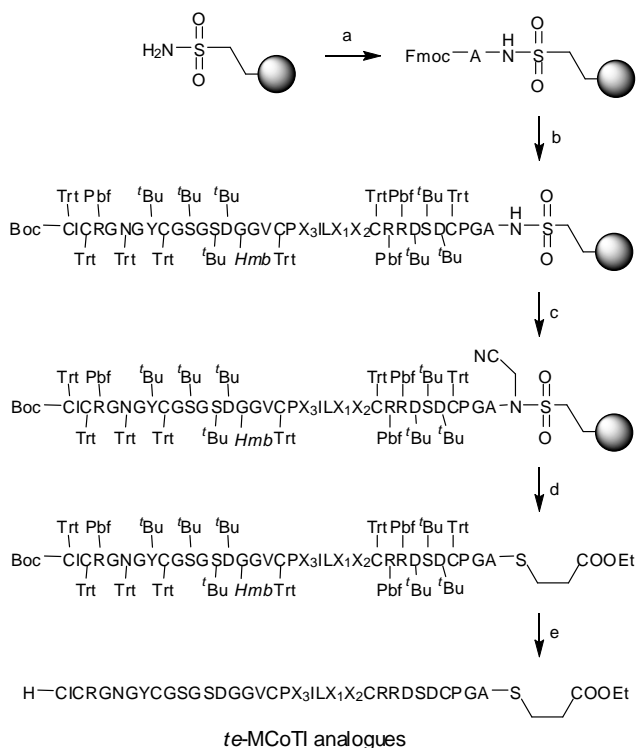 O
H₂N S
O
a
H O
Fmoc A N S
O
b
Trt Pbf ᵗBu ᵗBu ᵗBu Trt Pbf ᵗBu Trt H O
Boc CICRGNGYCGSGSDGGVCPX₃ILX₁X₂CRRDSDCPGA N S
Trt Trt Trt ᵗBu Hmb Trt Pbf ᵗBu ᵗBu O
c
NC
Trt Pbf ᵗBu ᵗBu ᵗBu Trt Pbf ᵗBu Trt O
Boc CICRGNGYCGSGSDGGVCPX₃ILX₁X₂CRRDSDCPGA N S
Trt Trt Trt ᵗBu Hmb Trt Pbf ᵗBu ᵗBu O
d
Trt Pbf ᵗBu ᵗBu ᵗBu Trt Pbf ᵗBu Trt
Boc CICRGNGYCGSGSDGGVCPX₃ILX₁X₂CRRDSDCPGA S COOEt
Trt Trt Trt ᵗBu Hmb Trt Pbf ᵗBu ᵗBu
e
H CICRGNGYCGSGSDGGVCPX₃ILX₁X₂CRRDSDCPGA S COOEt
te-MCoTI analogues